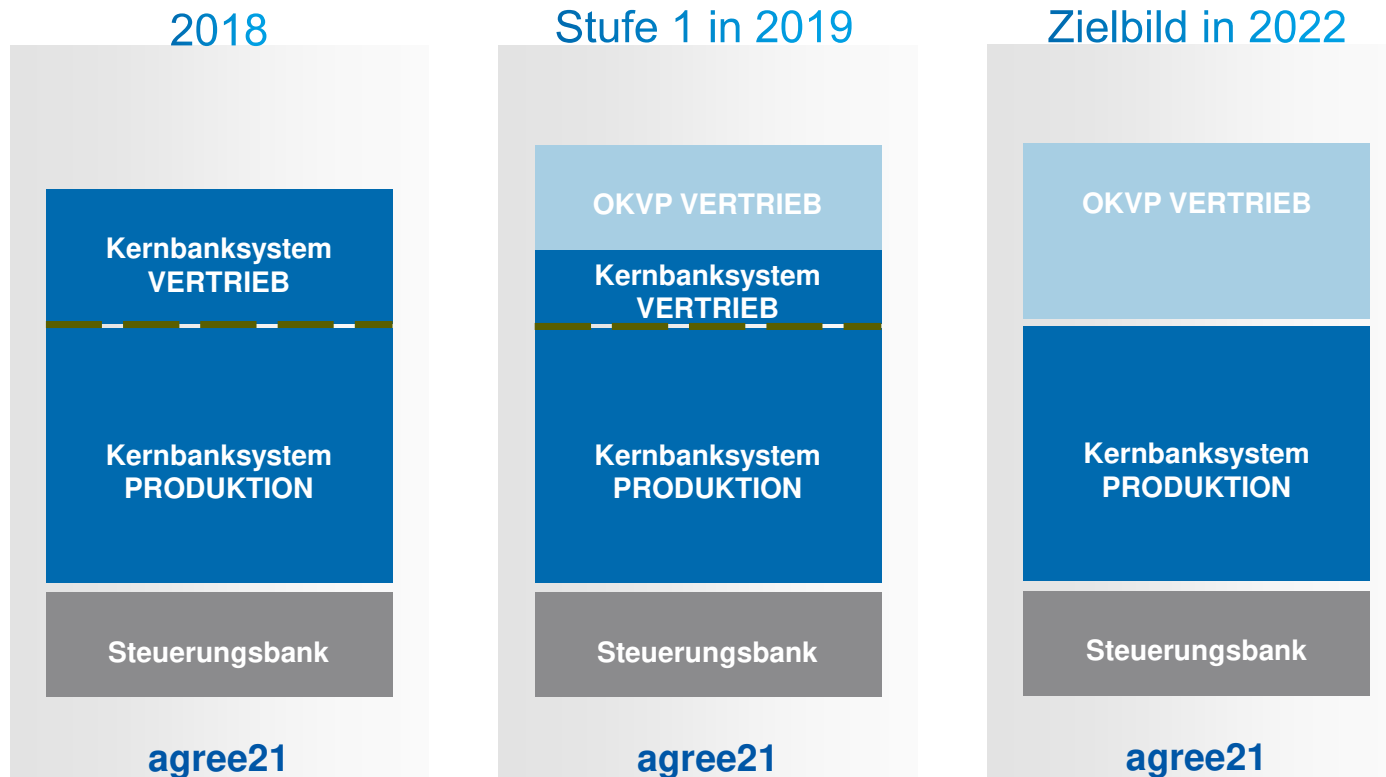 2018
Kernbanksystem
VERTRIEB
Kernbanksystem
PRODUKTION
Steuerungsbank
agree21
Stufe 1 in 2019
OKVP VERTRIEB
Kernbanksystem
VERTRIEB
Kernbanksystem
PRODUKTION
Steuerungsbank
agree21
Zielbild in 2022
OKVP VERTRIEB
Kernbanksystem
PRODUKTION
Steuerungsbank
agree21